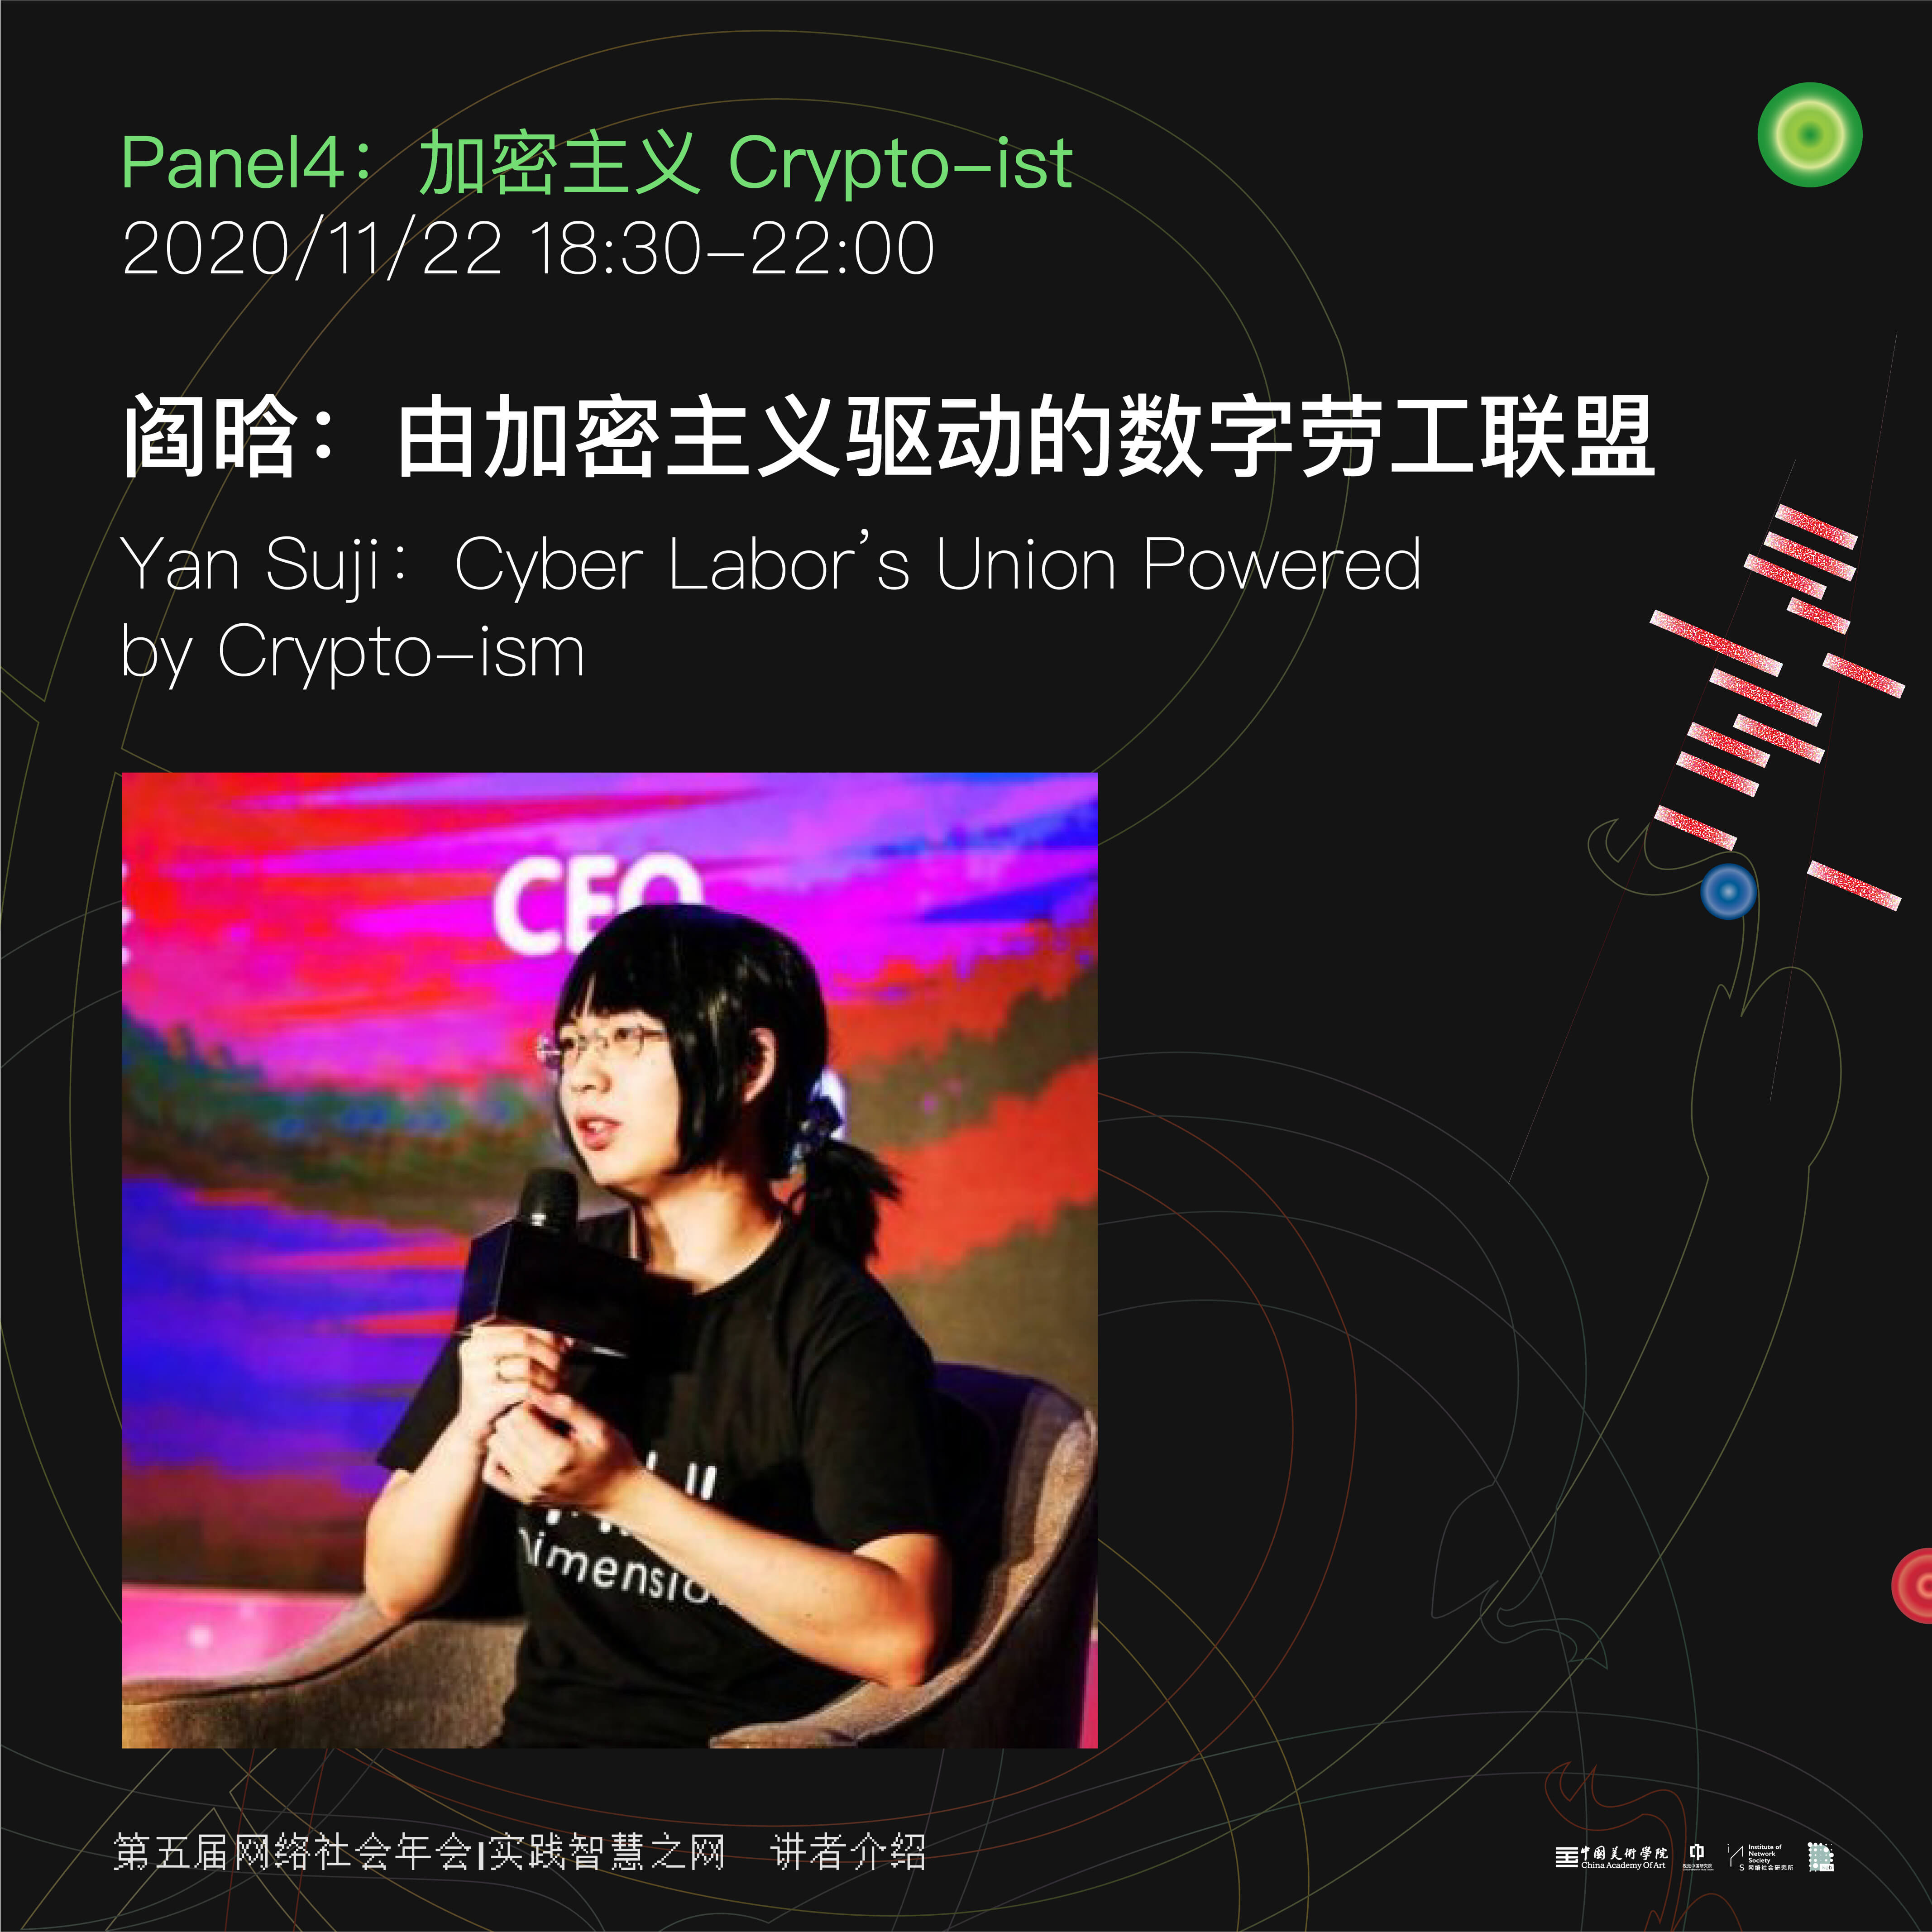 Panel4：加密主义 Crypto–ist
2020/11/22 18:30–22:00
阎晗：由加密主义驱动的数字劳工联盟
Yan Suji：Cyber Labor’s Union Powered
by Crypto–ism
CEO
Dimension
第五届网络社会年会|实践智慧之网 讲者介绍
中国美術學院
China Academy Of Art
Institute of
Network
Society
网络社会研究所